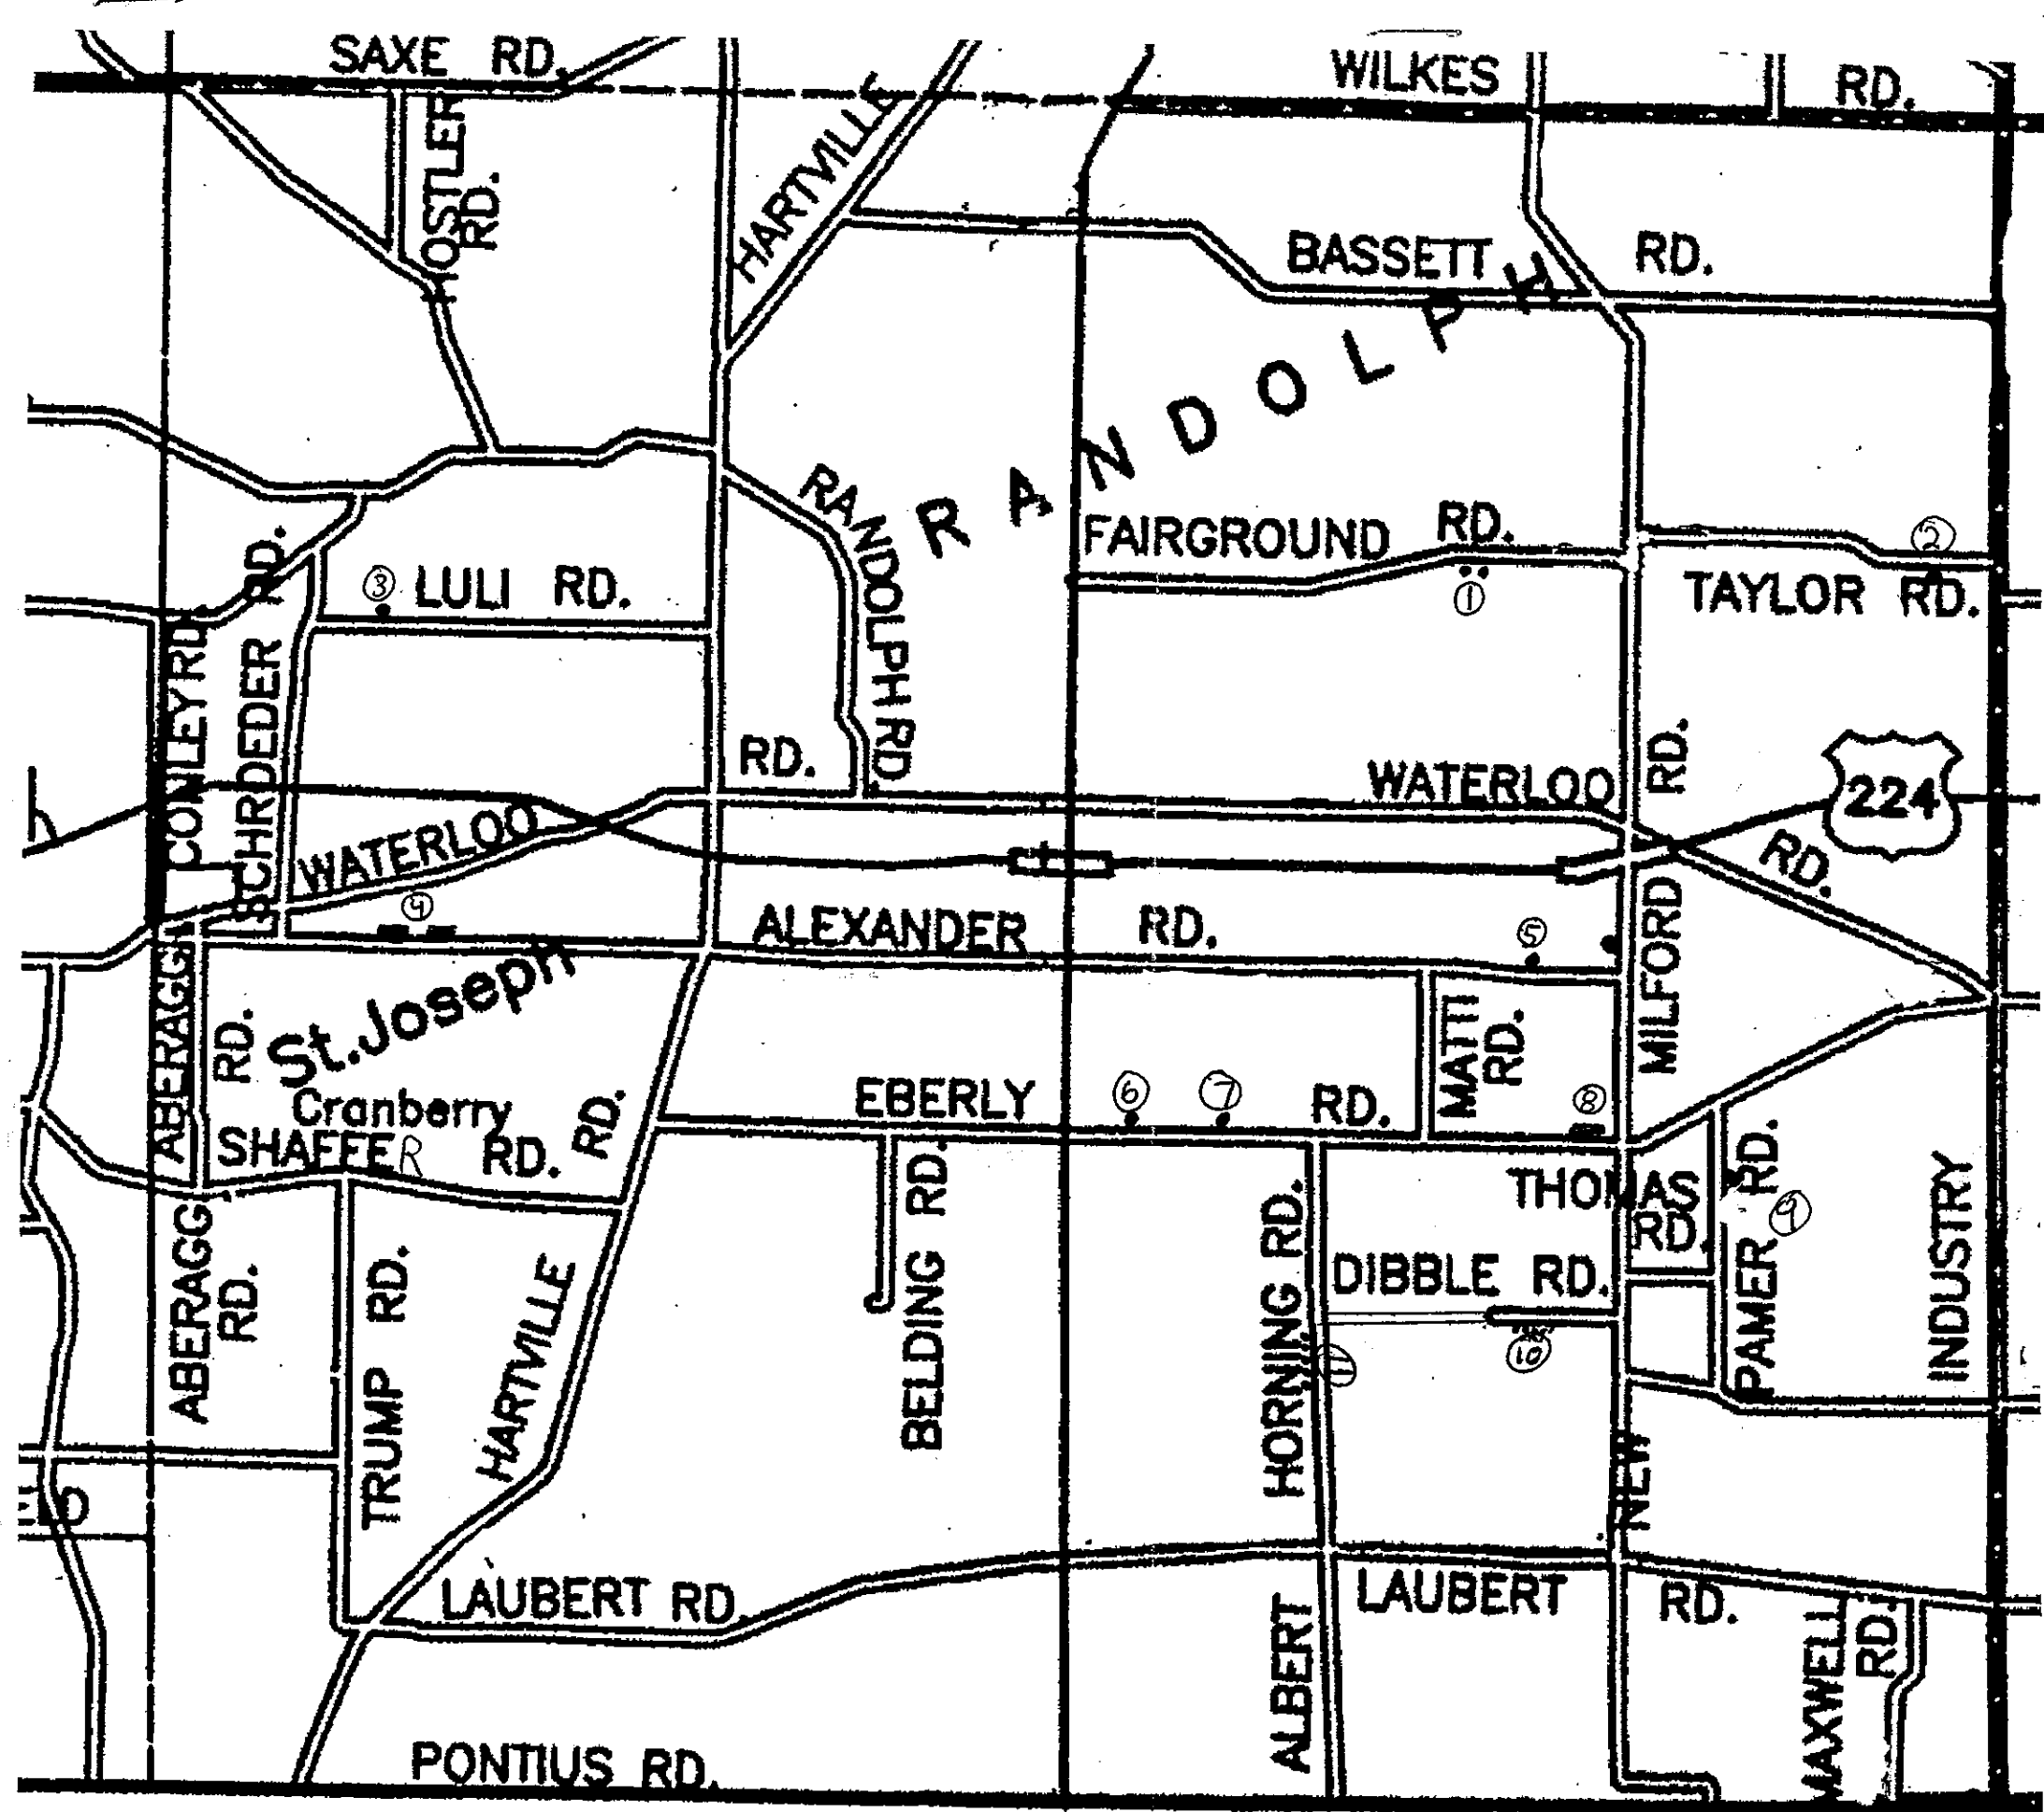 SAXE RD.
WILKES RD.
HOSTLER
RD.
HARTVILLE
BASSETT RD.
RANDOLPH
RANDOLPH RD.
FAIRGROUND RD.
1
2
TAYLOR RD.
3
LULI RD.
CONLEY RD.
SCHROEDER RD.
RD.
WATERLOO
RD.
224
WATERLOO
RD.
4
ALEXANDER RD.
5
MILFORD
St. Joseph
ABERAGG
RD.
Cranberry
SHAFFER RD.
RD.
EBERLY RD.
6
7
MATTI
RD.
8
THOMAS
RD.
PAMER RD.
9
INDUSTRY
ABERAGG
RD.
TRUMP RD.
HARTVILLE
BELDING RD.
HORNING RD.
DIBBLE RD.
10
11
NEW
LAUBERT RD.
LAUBERT RD.
ALBERT
MAXWELL
RD.
PONTIUS RD.